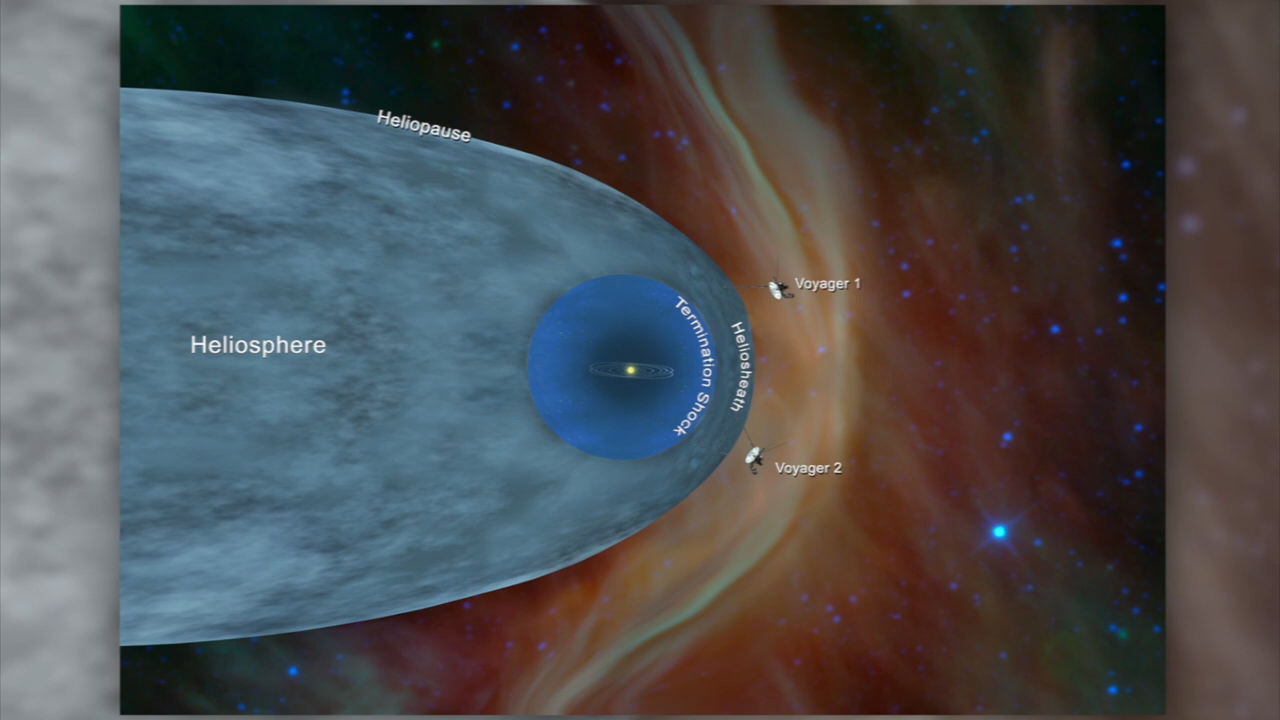 Heliopause
Voyager 1
Termination Shock
Heliosheath
Heliosphere
Voyager 2